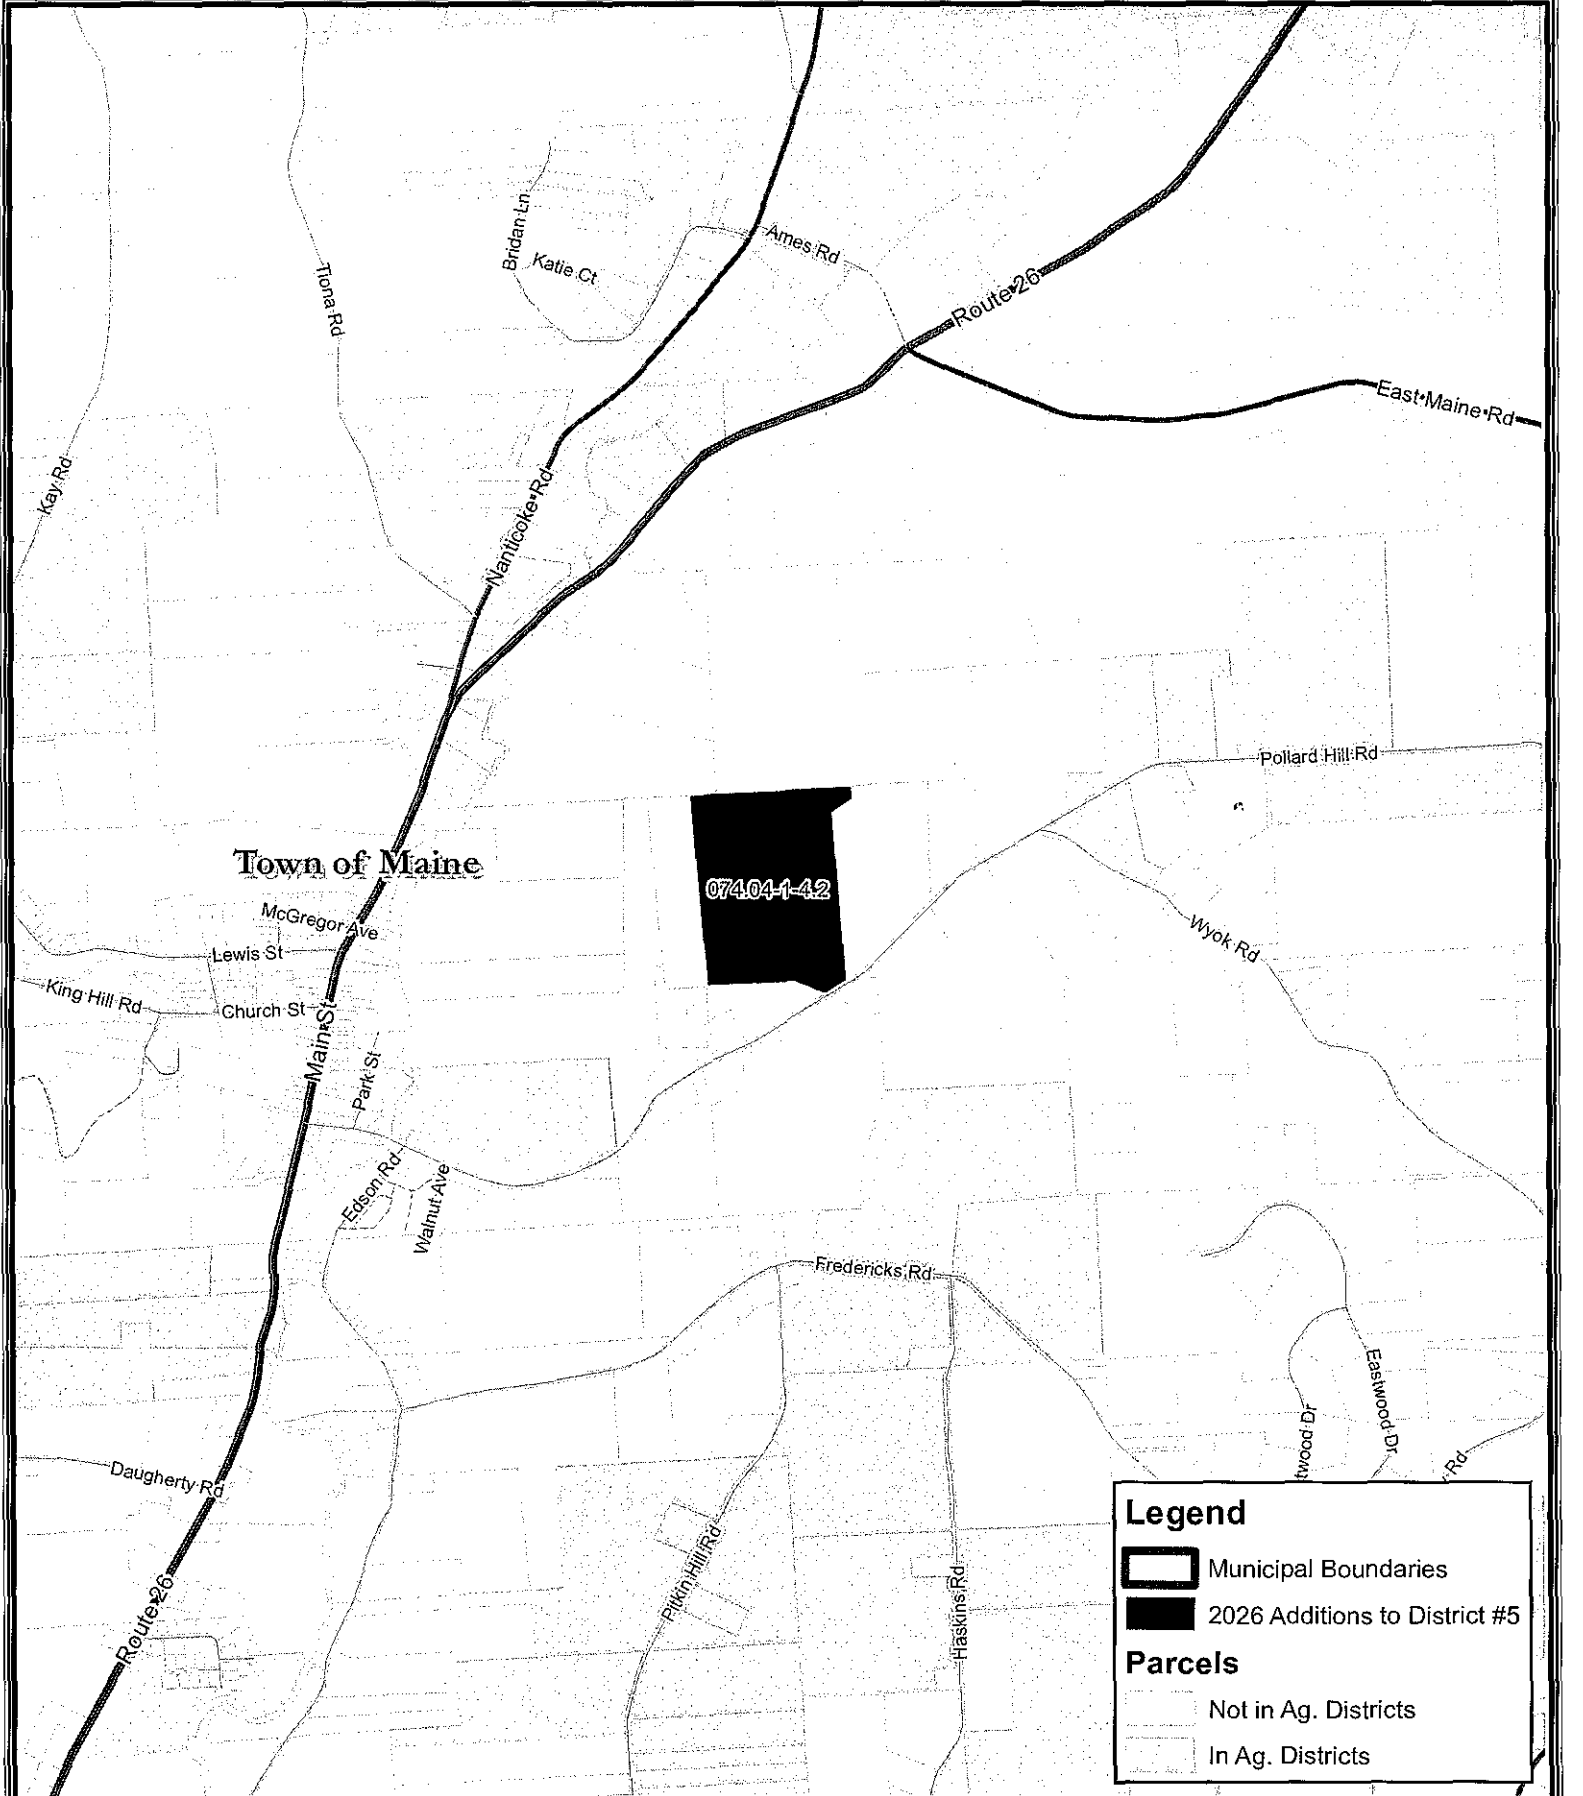 Bridan Ln
Katie Ct
Ames Rd
Tiona Rd
Route 26
East Maine Rd
Kay Rd
Nanticoke Rd
Pollard Hill Rd
Town of Maine
074.04-1-4.2
McGregor Ave
Lewis St
Wyok Rd
King Hill Rd
Church St
Main St
Park St
Edson Rd
Walnut Ave
Fredericks Rd
Eastwood Dr
twood Dr
Rd
Daugherty Rd
Pitkin Hill Rd
Haskins Rd
Route 26
Legend
Municipal Boundaries
2026 Additions to District #5
Parcels
Not in Ag. Districts
In Ag. Districts